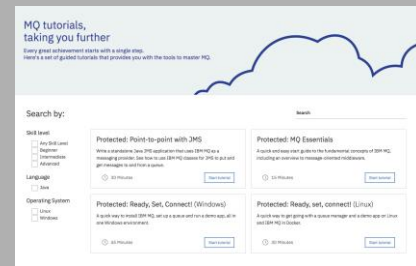 MQ tutorials,
taking you further
Every great achievement starts with a single step.
Here's a set of guided tutorials that provides you with the tools to master MQ.
Search by:
Search
Skill level
Any Skill Level
Beginner
Intermediate
Advanced
Language
Java
Operating System
Linux
Windows
Protected: Point-to-point with JMS
Write a standalone Java JMS application that uses IBM MQ as a
messaging provider. See how to use IBM MQ classes for JMS to put and
get messages to and from a queue.
30 Minutes
Start tutorial
Protected: MQ Essentials
A quick and easy start guide to the fundamental concepts of IBM MQ,
including an overview to message oriented middleware.
15 Minutes
Start tutorial
Protected: Ready, Set, Connect! (Windows)
A quick way to install IBM MQ, set up a queue and run a demo app, all in
one Windows environment.
Minutes
Start tutorial
Protected: Ready, set, connect! (Linux)
A quick way to get going with a queue manager and a demo app on Linux
and IBM MQ in Docker.
Minutes
Start tutorial